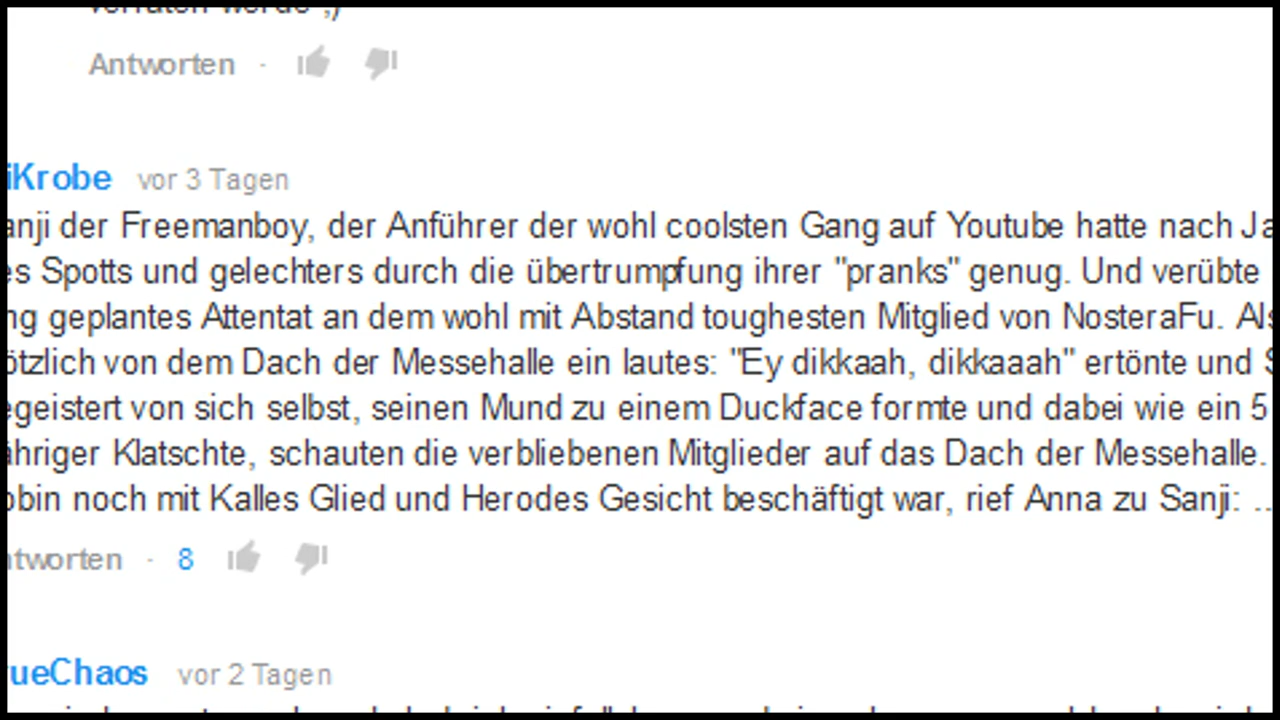 Antworten ·
iKrobe vor 3 Tagen
anji der Freemanboy, der Anführer der wohl coolsten Gang auf Youtube hatte nach Ja
es Spotts und gelechters durch die übertrumpfung ihrer "pranks" genug. Und verübte
ng geplantes Attentat an dem wohl mit Abstand toughesten Mitglied von NosteraFu. Als
ötzlich von dem Dach der Messehalle ein lautes: "Ey dikkaah, dikkaaah" ertönte und S
egeistert von sich selbst, seinen Mund zu einem Duckface formte und dabei wie ein 5
ähriger Klatschte, schauten die verbliebenen Mitglieder auf das Dach der Messehalle.
obin noch mit Kalles Glied und Herodes Gesicht beschäftigt war, rief Anna zu Sanji: ..
ntworten · 8
rueChaos vor 2 Tagen